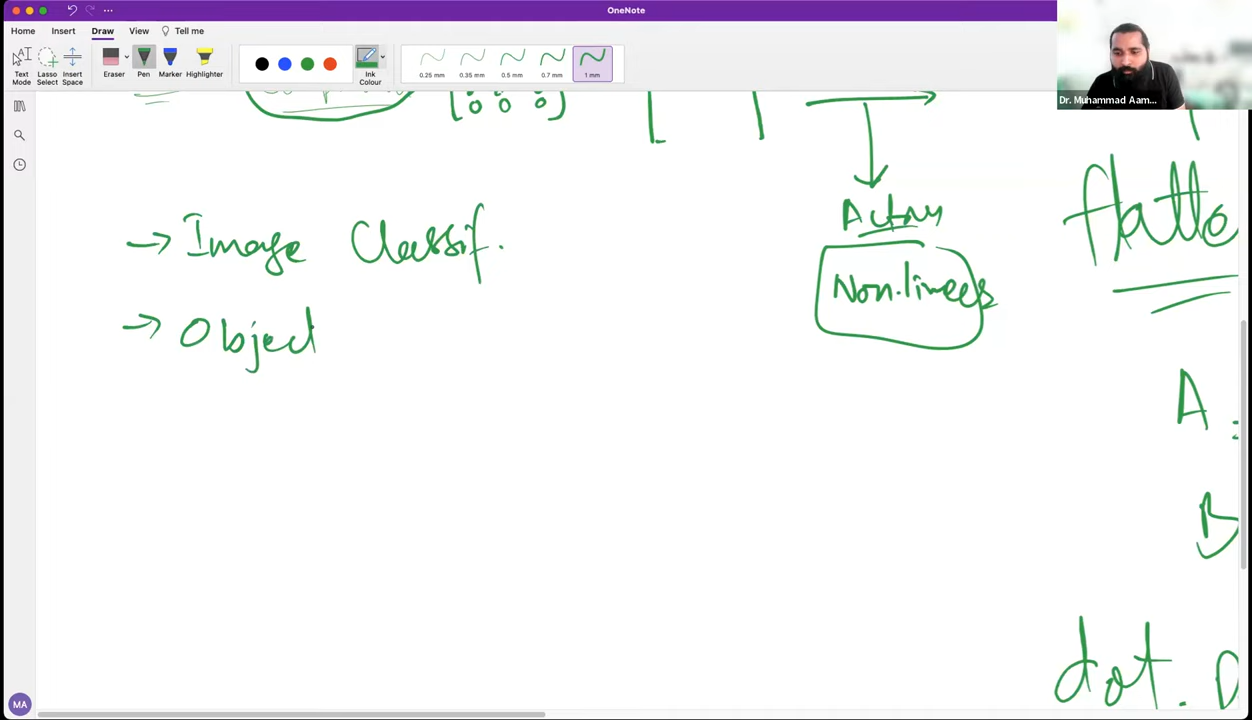 OneNote
Home Insert Draw View Tell me
Text Mode
Lasso Select
Insert Space
Eraser
Pen
Marker
Highlighter
Ink Colour
0.25 mm
0.35 mm
0.5 mm
0.7 mm
1 mm
Dr. Muhammad Aam...
→ Image Classif.
→ Object
Non.linear
Flatte
A :
B
dot. D
MA